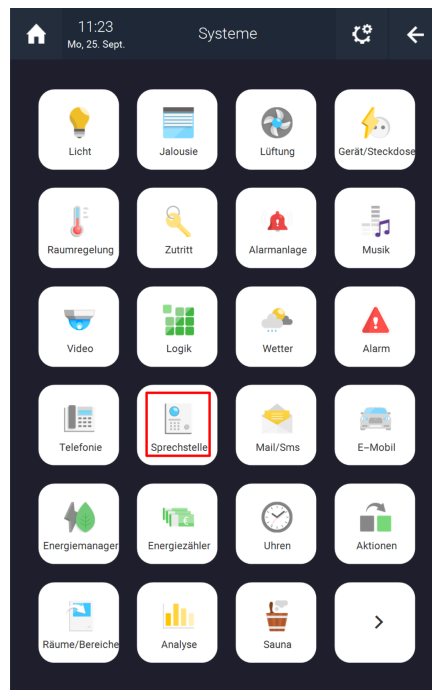 11:23
Mo, 25. Sept.
Systeme
Licht
Jalousie
Lüftung
Gerät/Steckdose
Raumregelung
Zutritt
Alarmanlage
Musik
Video
Logik
Wetter
Alarm
Telefonie
Sprechstelle
Mail/Sms
E-Mobil
Energiemanager
Energiezähler
Uhren
Aktionen
Räume/Bereiche
Analyse
Sauna